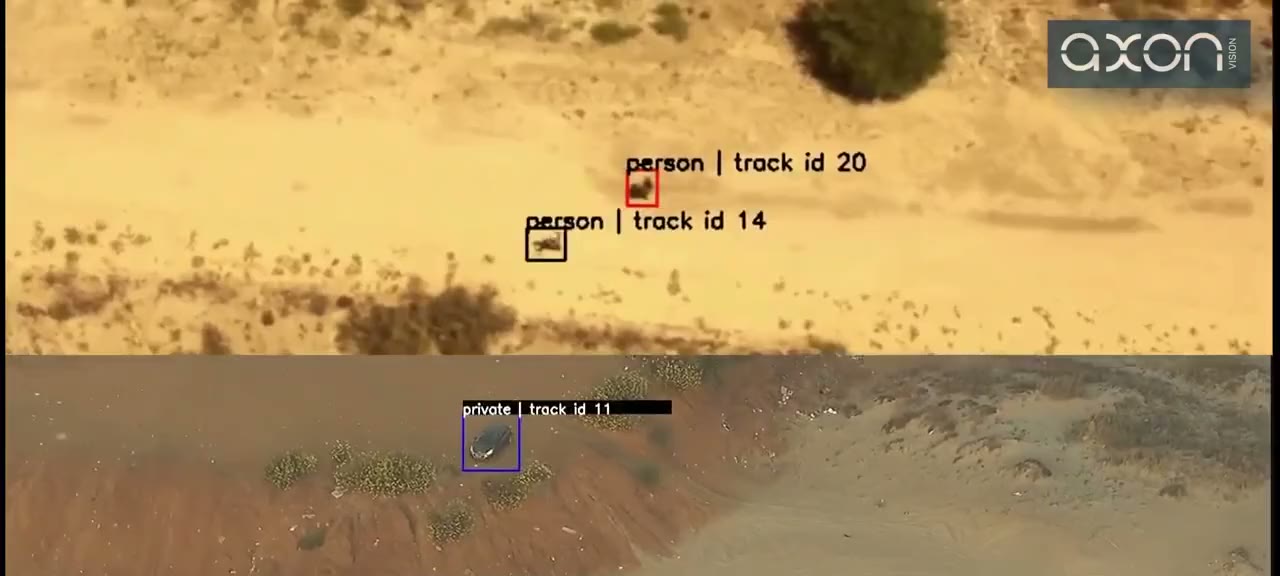 axon
VISION
person | track id 20
person | track id 14
private | track id 11